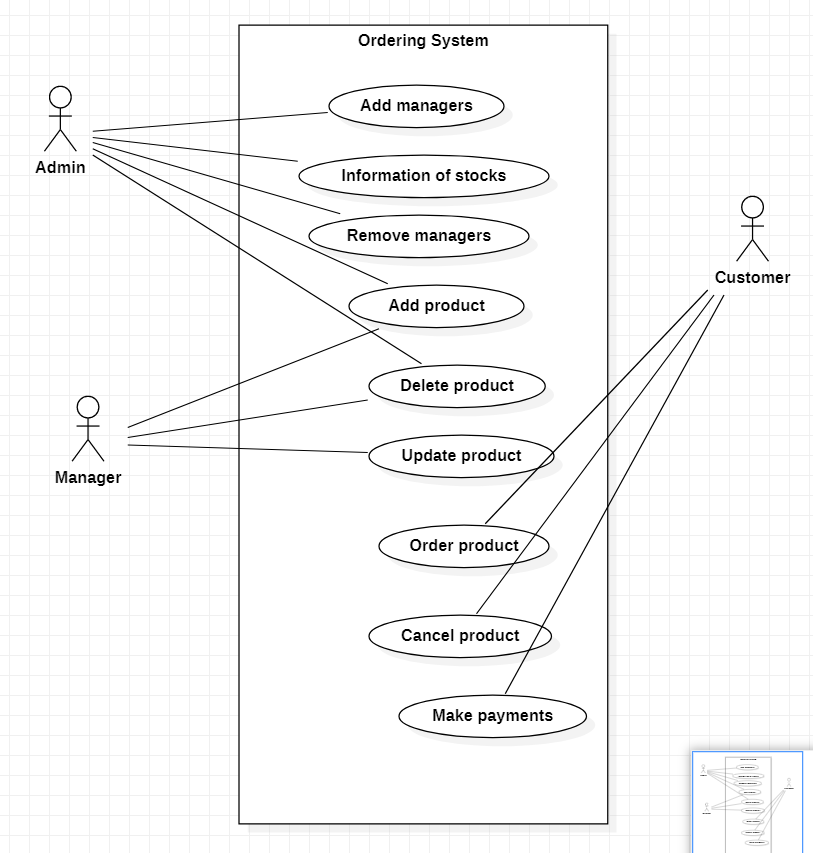 Ordering System
Add managers
Admin
Information of stocks
Remove managers
Customer
Add product
Delete product
Manager
Update product
Order product
Cancel product
Make payments